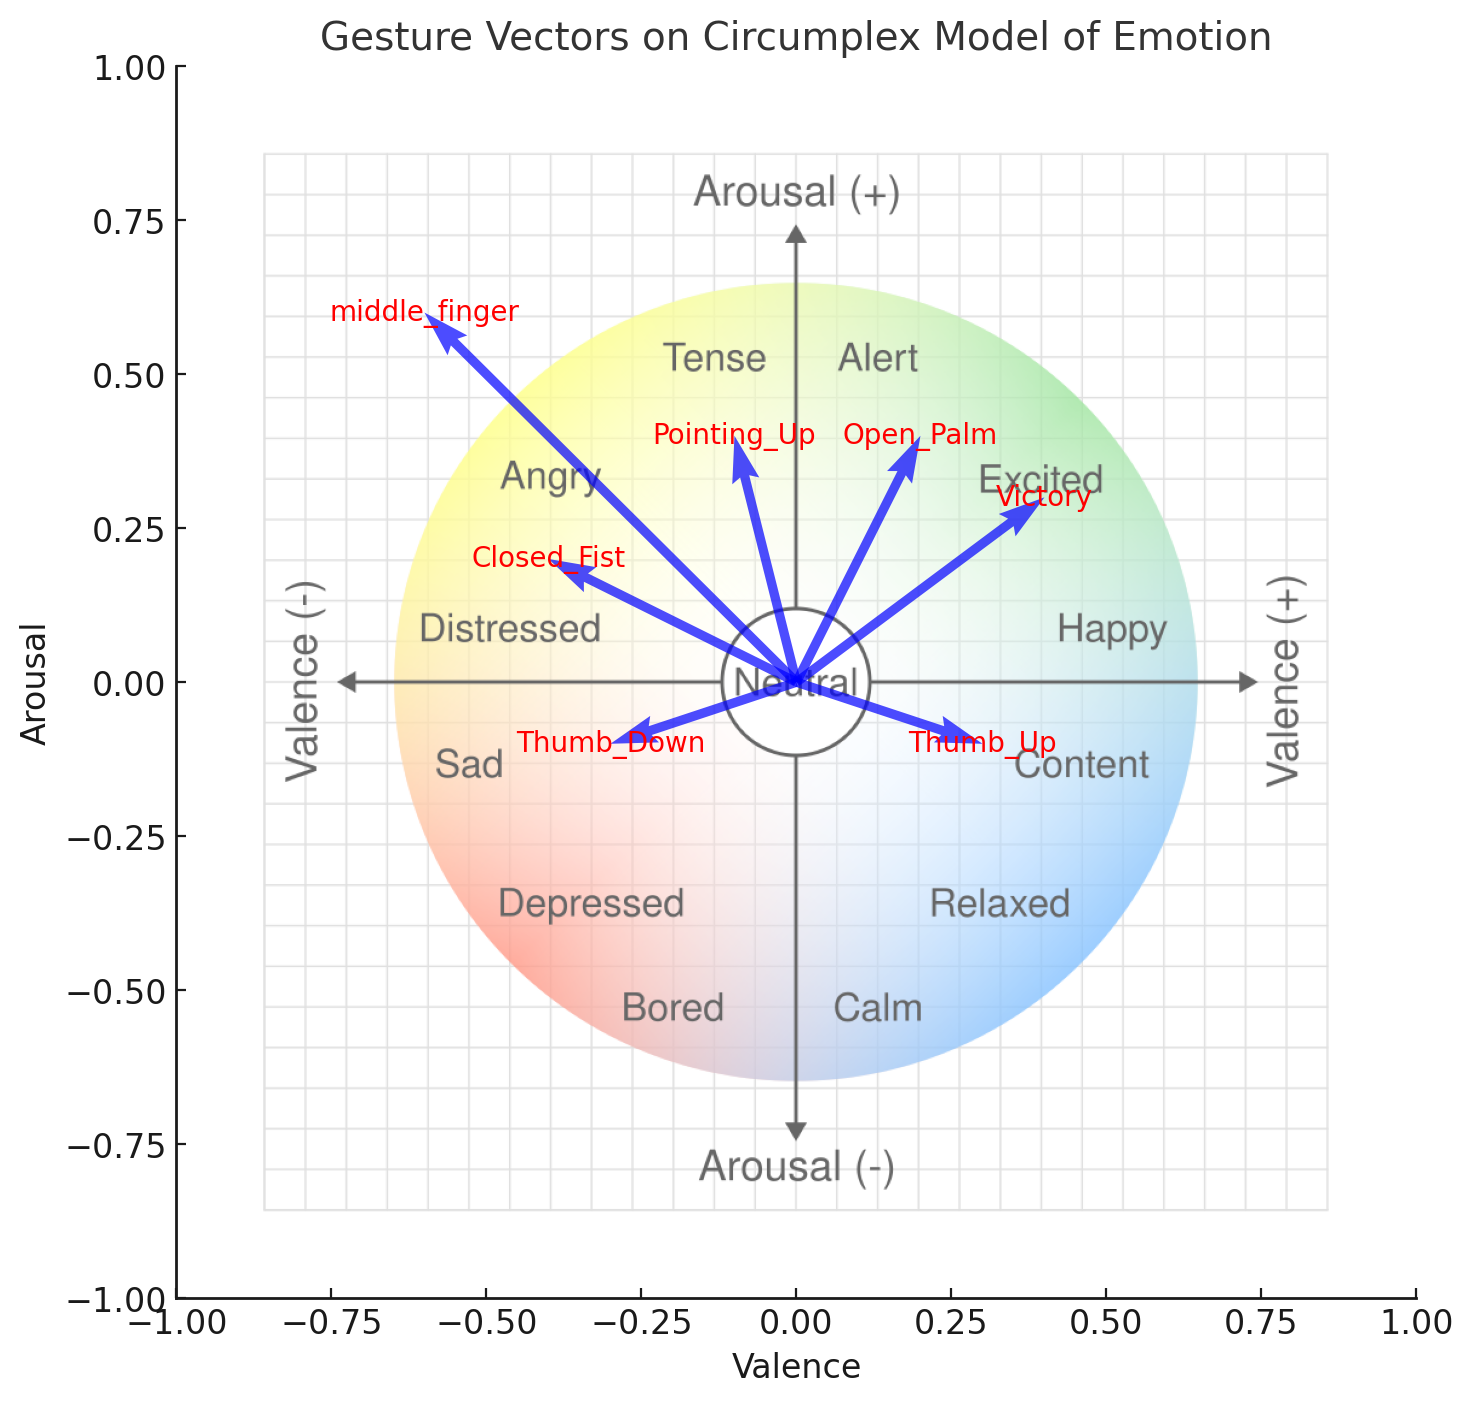 Gesture Vectors on Circumplex Model of Emotion
1.00
0.75
0.50
0.25
0.00
−0.25
−0.50
−0.75
−1.00
Arousal
Arousal (+)
middle_finger
Tense
Alert
Pointing_Up
Open_Palm
Angry
Excited
Victory
Closed_Fist
Valence (-)
Distressed
Happy
Valence (+)
Neutral
Thumb_Down
Thumb_Up
Sad
Content
Depressed
Relaxed
Bored
Calm
Arousal (-)
−1.00 −0.75 −0.50 −0.25 0.00 0.25 0.50 0.75 1.00
Valence